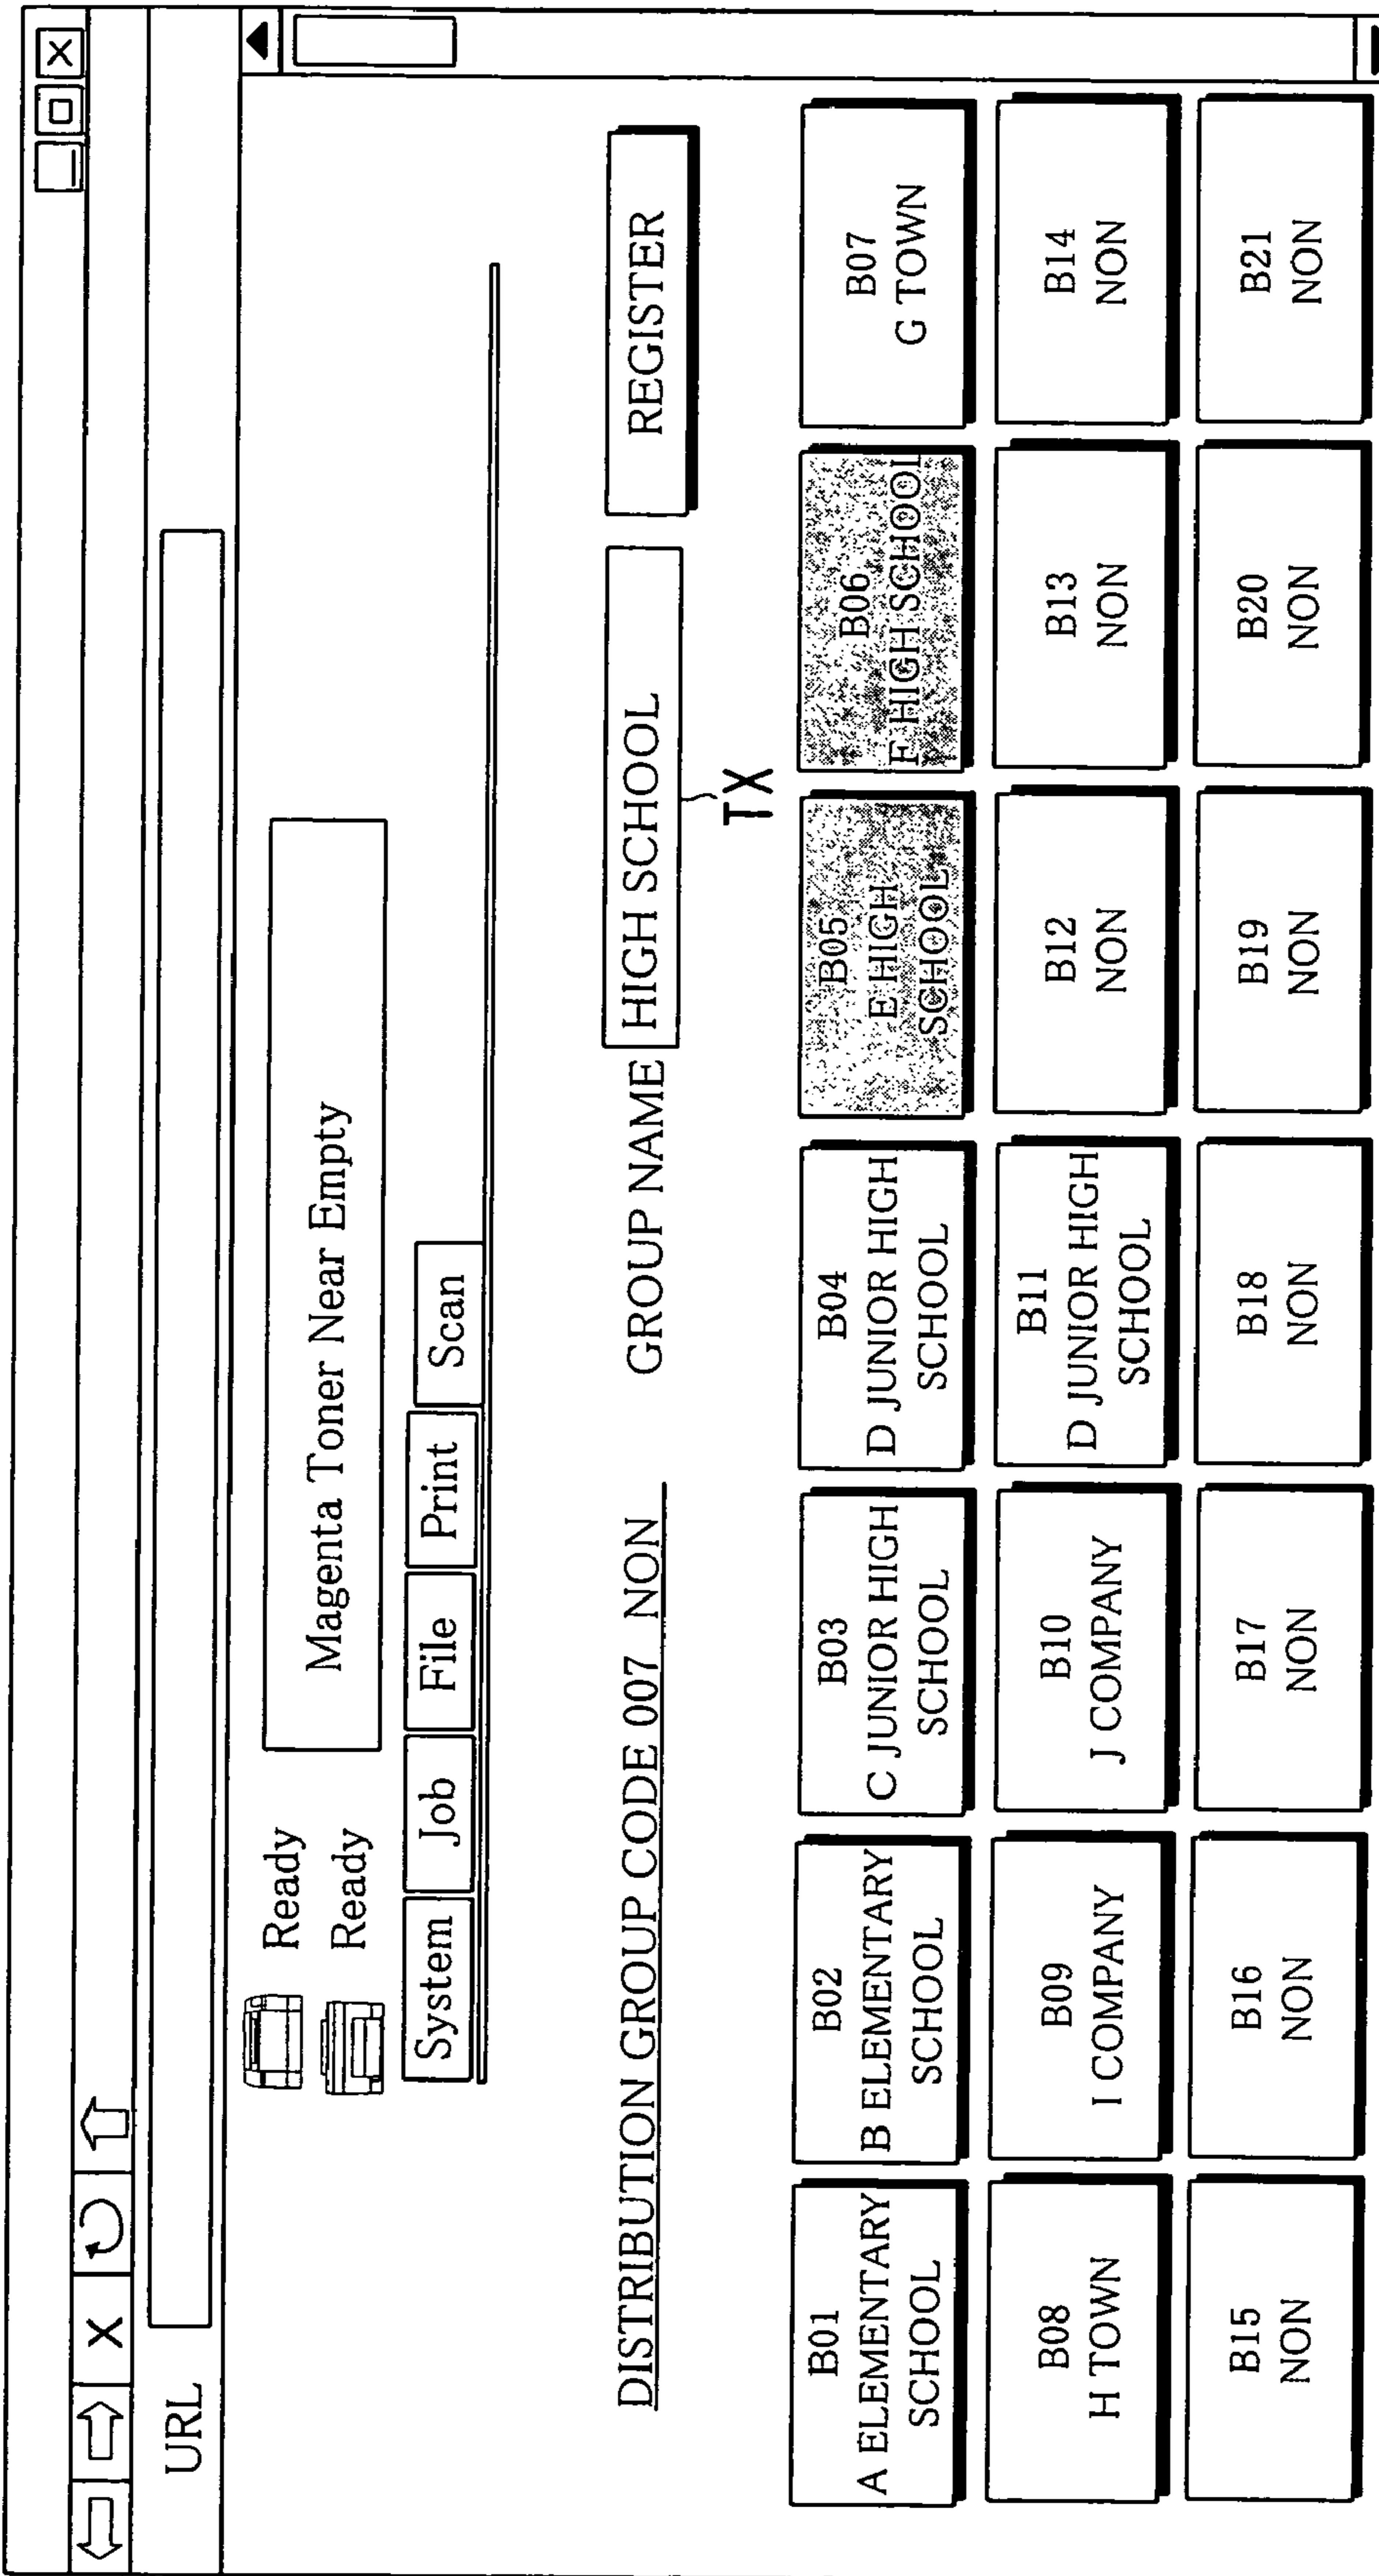 X
URL
Ready
Ready
Magenta Toner Near Empty
System Job File Print Scan
DISTRIBUTION GROUP CODE 007 NON GROUP NAME HIGH SCHOOL REGISTER
TX
B01
A ELEMENTARY
SCHOOL
B02
B ELEMENTARY
SCHOOL
B03
C JUNIOR HIGH
SCHOOL
B04
D JUNIOR HIGH
SCHOOL
B05
E HIGH
SCHOOL
B06
F HIGH SCHOOL
B07
G TOWN
B08
H TOWN
B09
I COMPANY
B10
J COMPANY
B11
D JUNIOR HIGH
SCHOOL
B12
NON
B13
NON
B14
NON
B15
NON
B16
NON
B17
NON
B18
NON
B19
NON
B20
NON
B21
NON